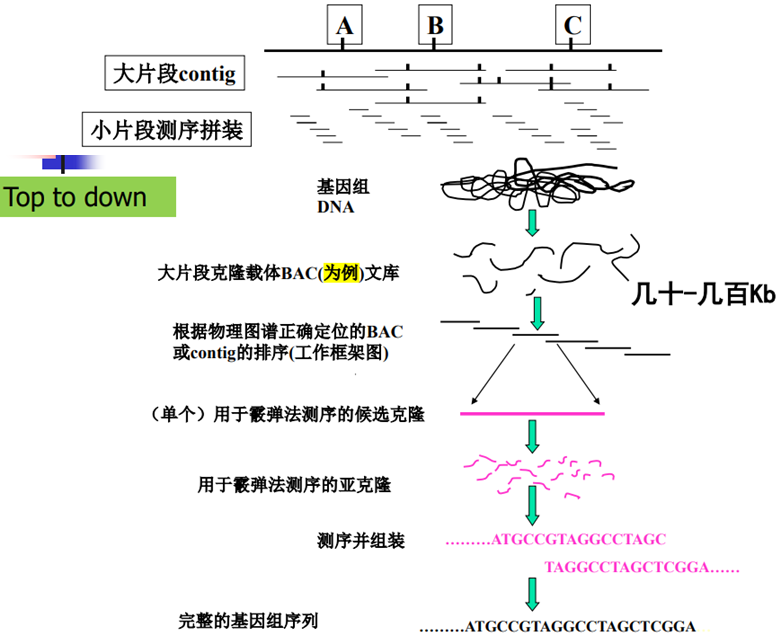 A B C
大片段contig
小片段测序拼装
Top to down
基因组
DNA
大片段克隆载体BAC(为例)文库
几十-几百Kb
根据物理图谱正确定位的BAC
或contig的排序(工作框架图)
（单个）用于霰弹法测序的候选克隆
用于霰弹法测序的亚克隆
测序并组装
.........ATGCCGTAGGCCTAGC
TAGGCCTAGCTCGGA......
完整的基因组序列
.........ATGCCGTAGGCCTAGCTCGGA